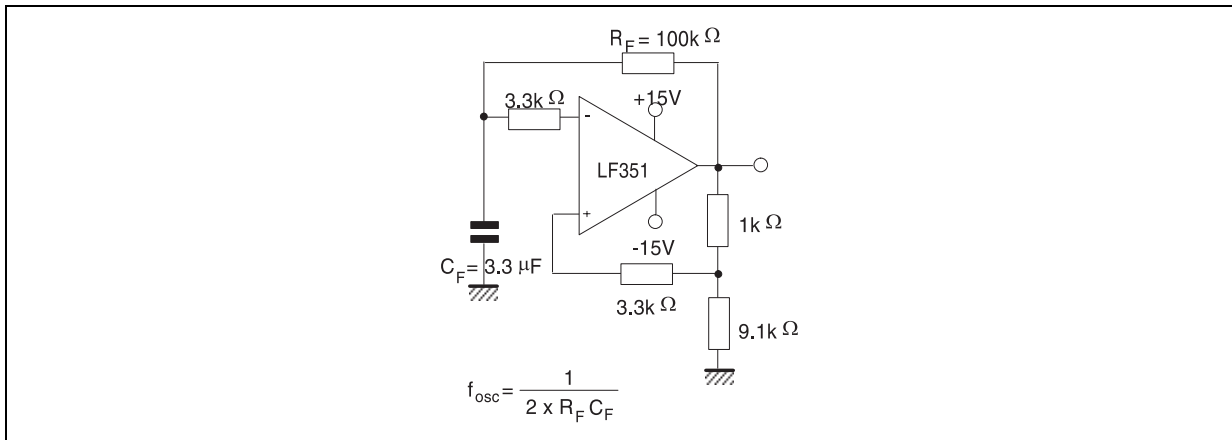 R_F = 100k Ω
3.3k Ω
+15V
-
LF351
+
-15V
1k Ω
C_F = 3.3 μF
3.3k Ω
9.1k Ω
f_osc = 1 / 2 x R_F C_F